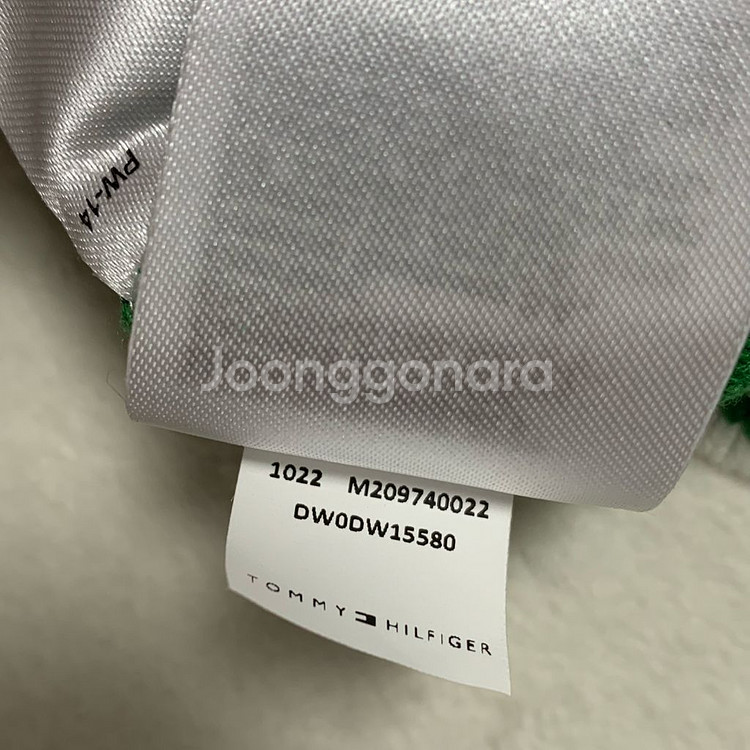 PW-14
Joonggonara
1022 M209740022
DW0DW15580
TOMMY HILFIGER